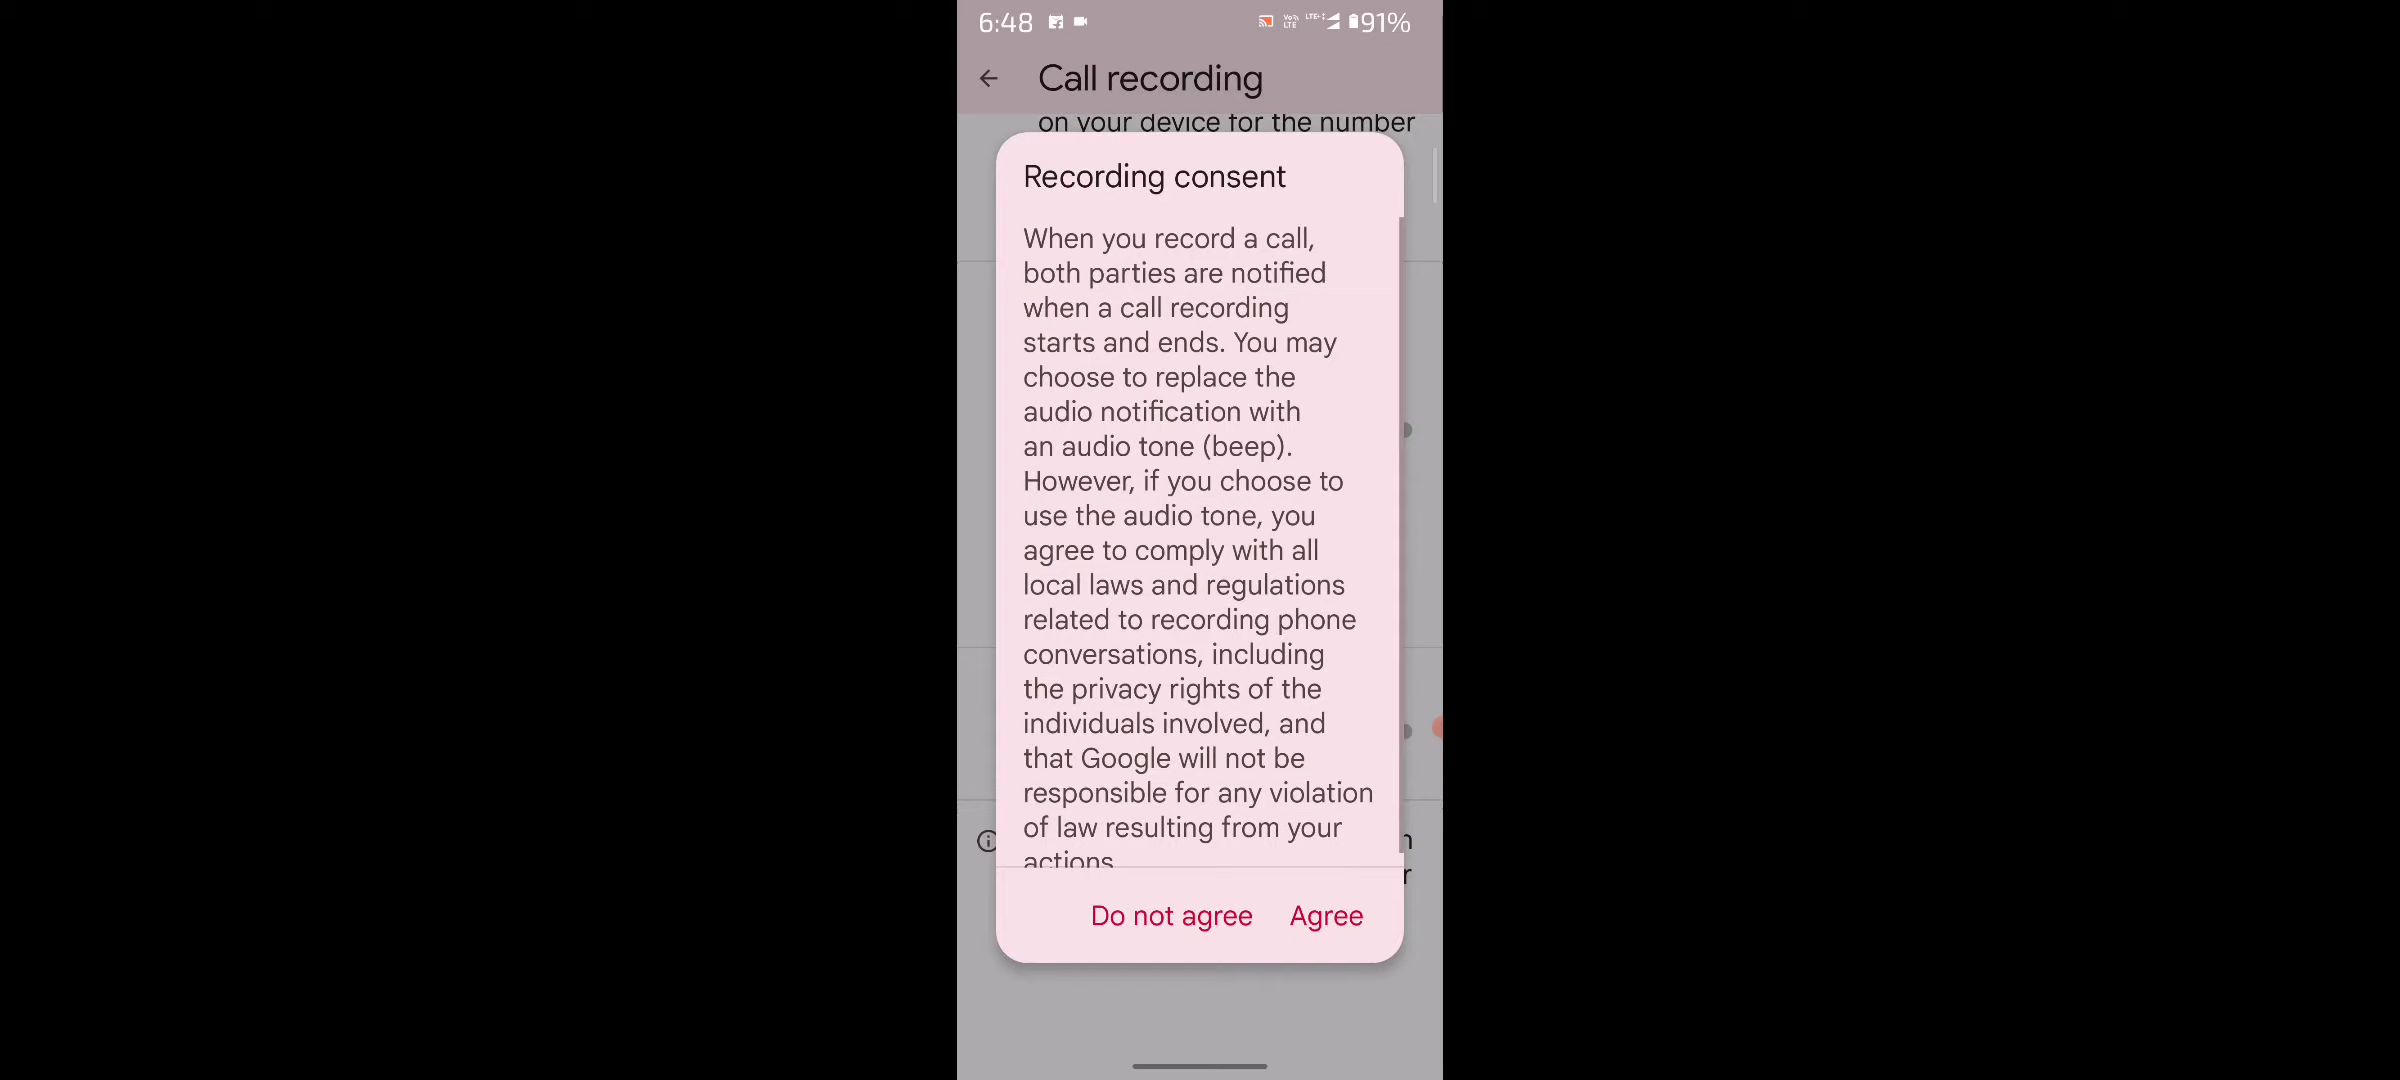 6:48
Vo LTE LTE+ 91%
Call recording
on your device for the number
Recording consent
When you record a call,
both parties are notified
when a call recording
starts and ends. You may
choose to replace the
audio notification with
an audio tone (beep).
However, if you choose to
use the audio tone, you
agree to comply with all
local laws and regulations
related to recording phone
conversations, including
the privacy rights of the
individuals involved, and
that Google will not be
responsible for any violation
of law resulting from your
actions
n
r
Do not agree Agree